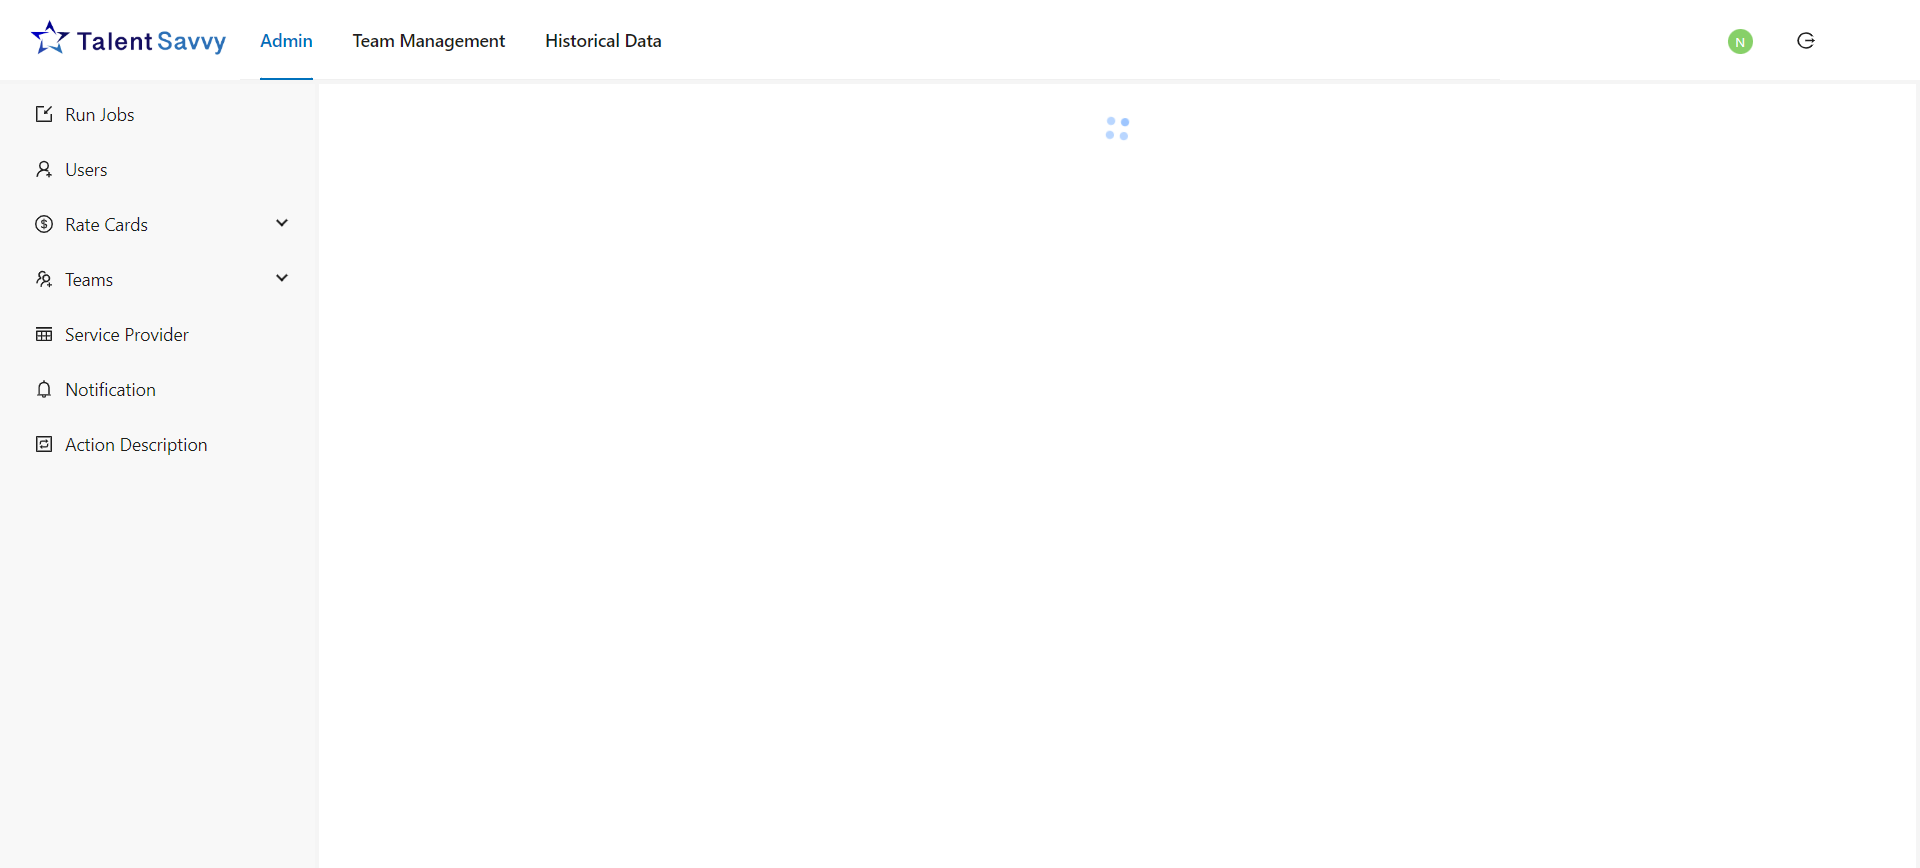 Talent Savvy
Admin
Team Management
Historical Data
N
Run Jobs
Users
Rate Cards
Teams
Service Provider
Notification
Action Description